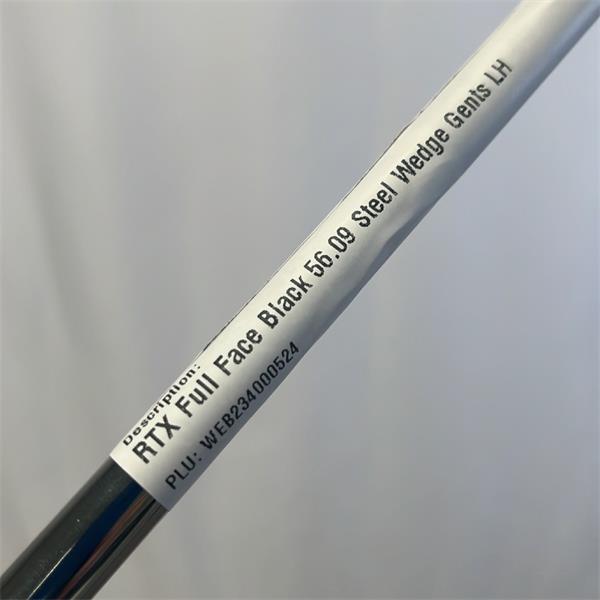 Description:
RTX Full Face Black 56.09 Steel Wedge Gents LH
PLU: WEB234000524